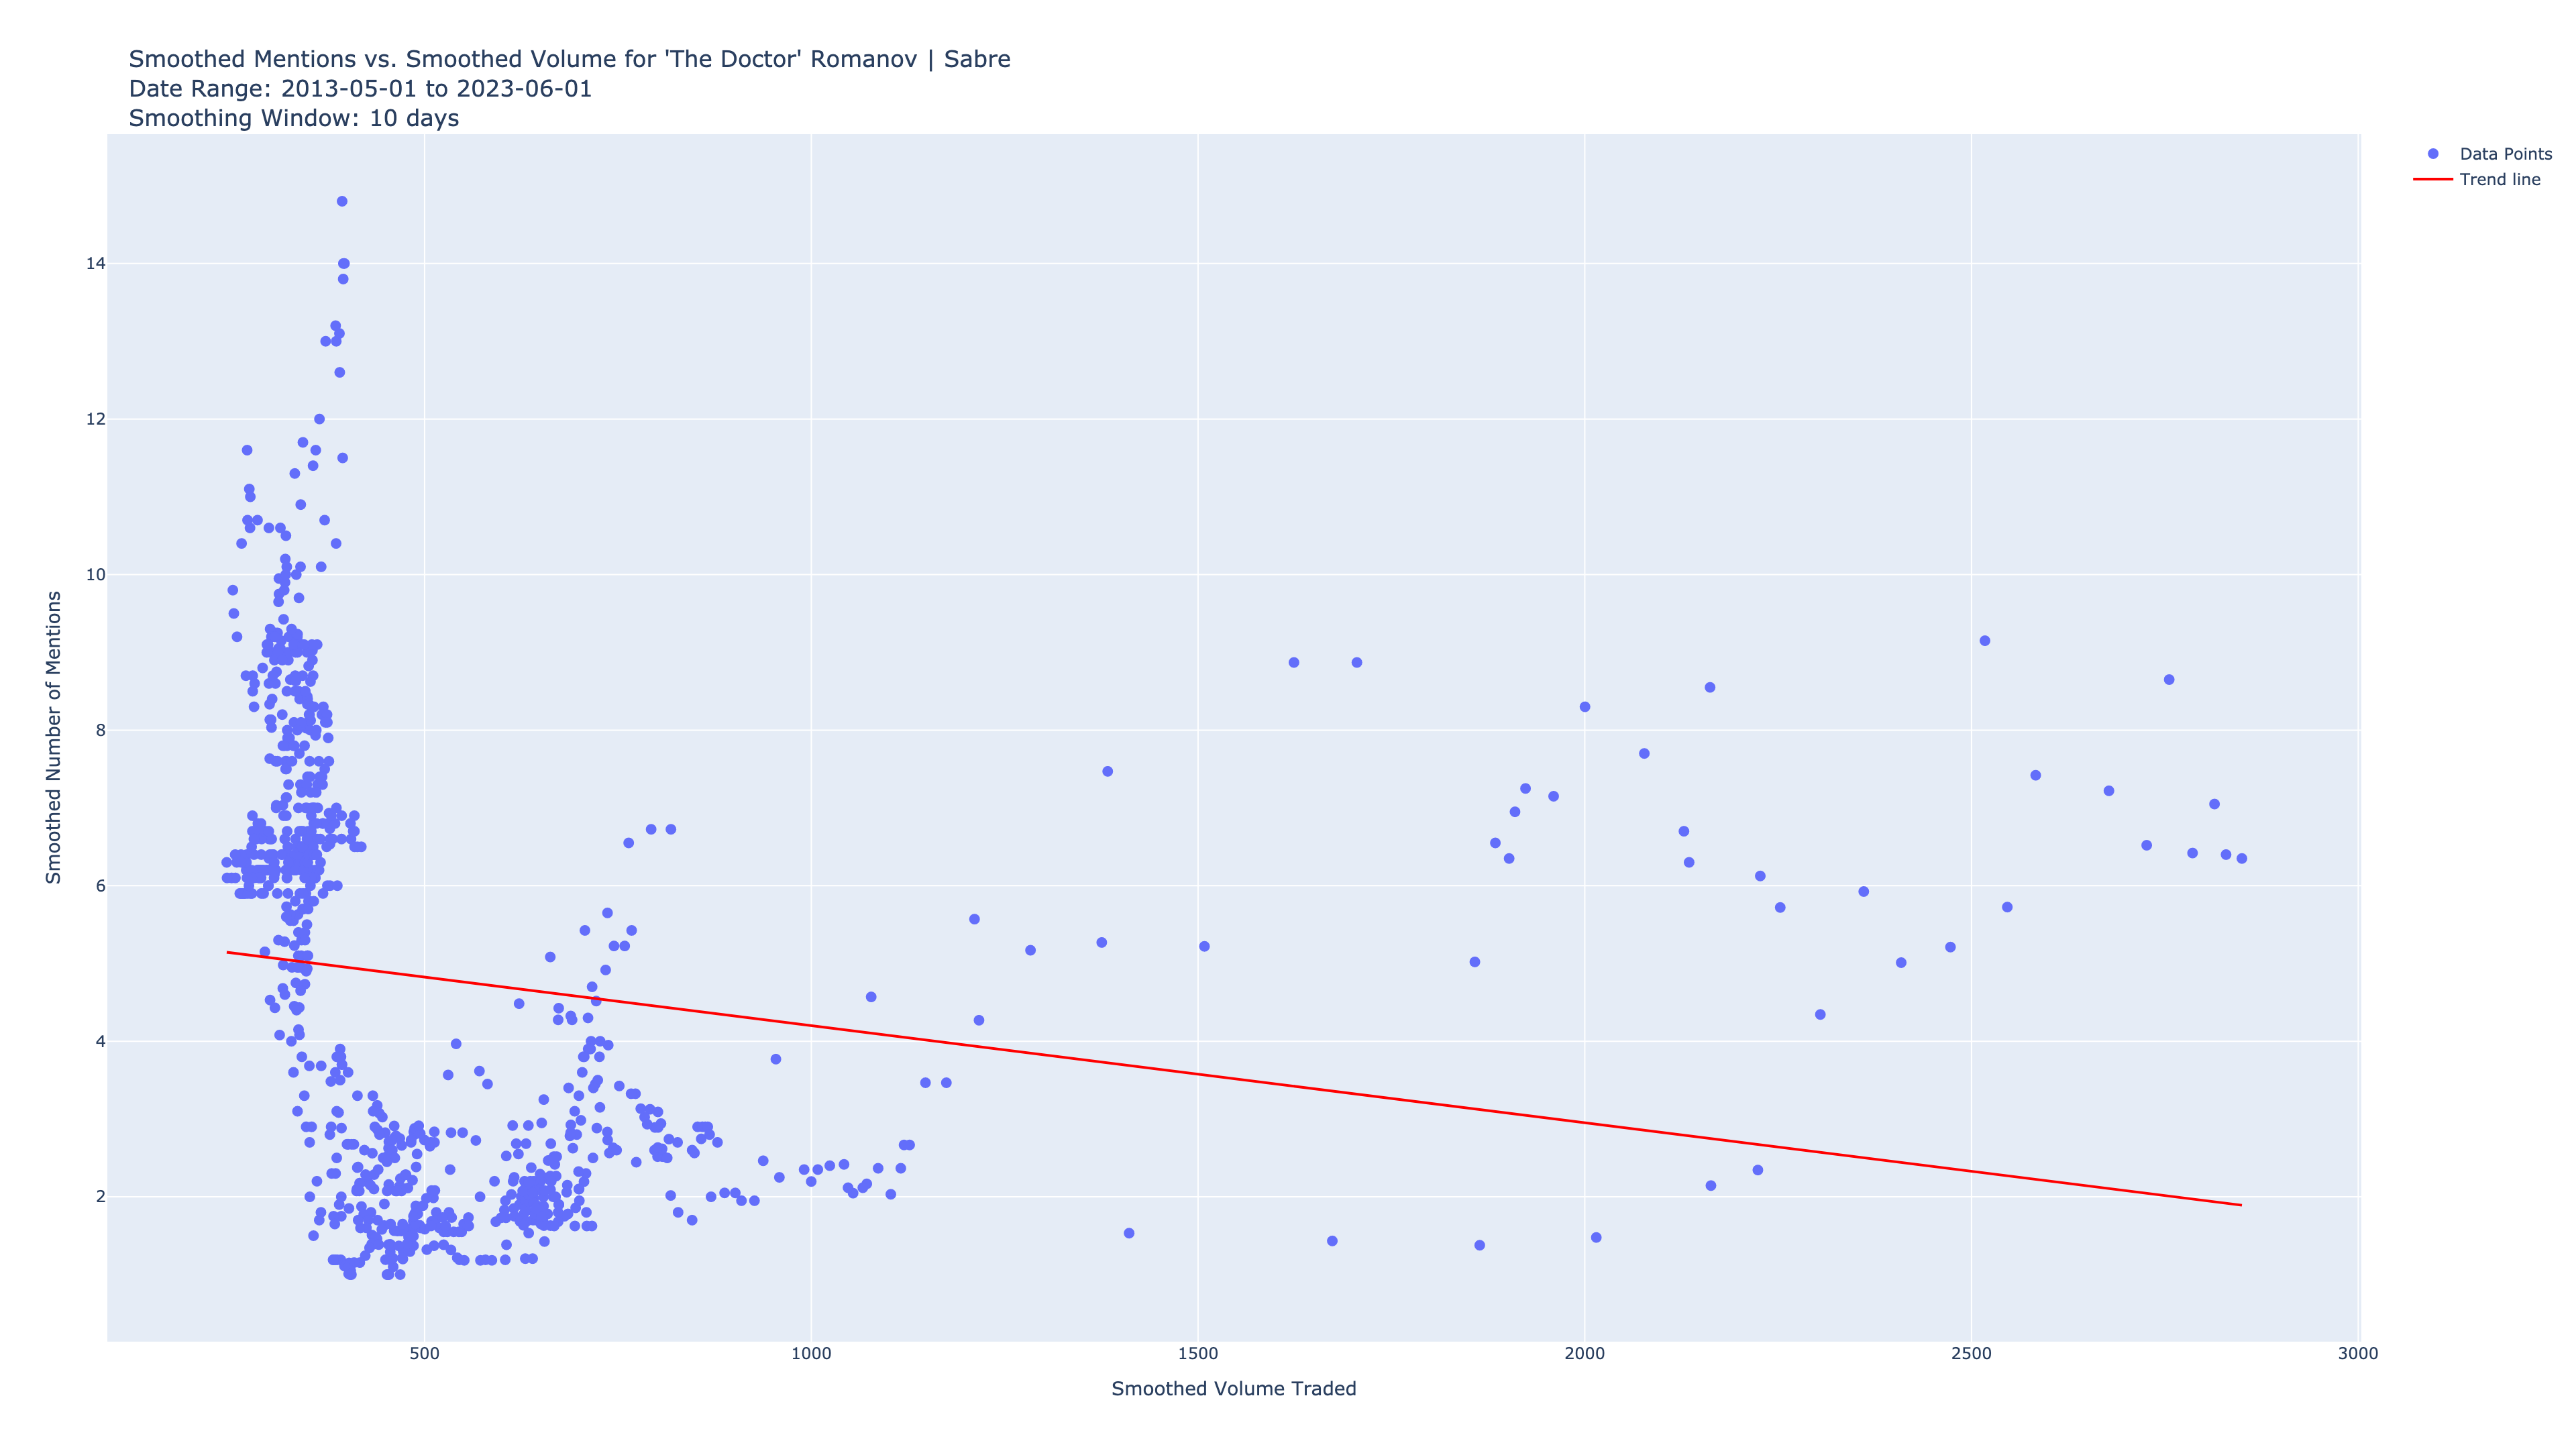 Smoothed Mentions vs. Smoothed Volume for 'The Doctor' Romanov | Sabre
Date Range: 2013-05-01 to 2023-06-01
Smoothing Window: 10 days
Data Points
Trend line
14
12
10
8
6
4
2
Smoothed Number of Mentions
500
1000
1500
2000
2500
3000
Smoothed Volume Traded